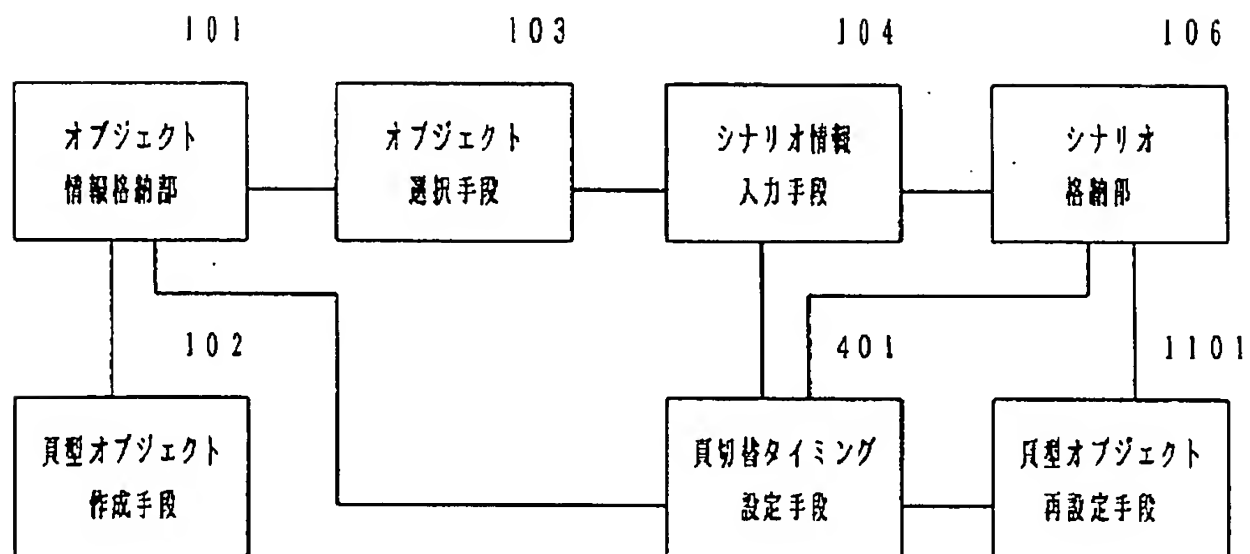 101
103
104
106
オブジェクト
情報格納部
オブジェクト
選択手段
シナリオ情報
入力手段
シナリオ
格納部
102
401
1101
頁型オブジェクト
作成手段
頁切替タイミング
設定手段
頁型オブジェクト
再設定手段